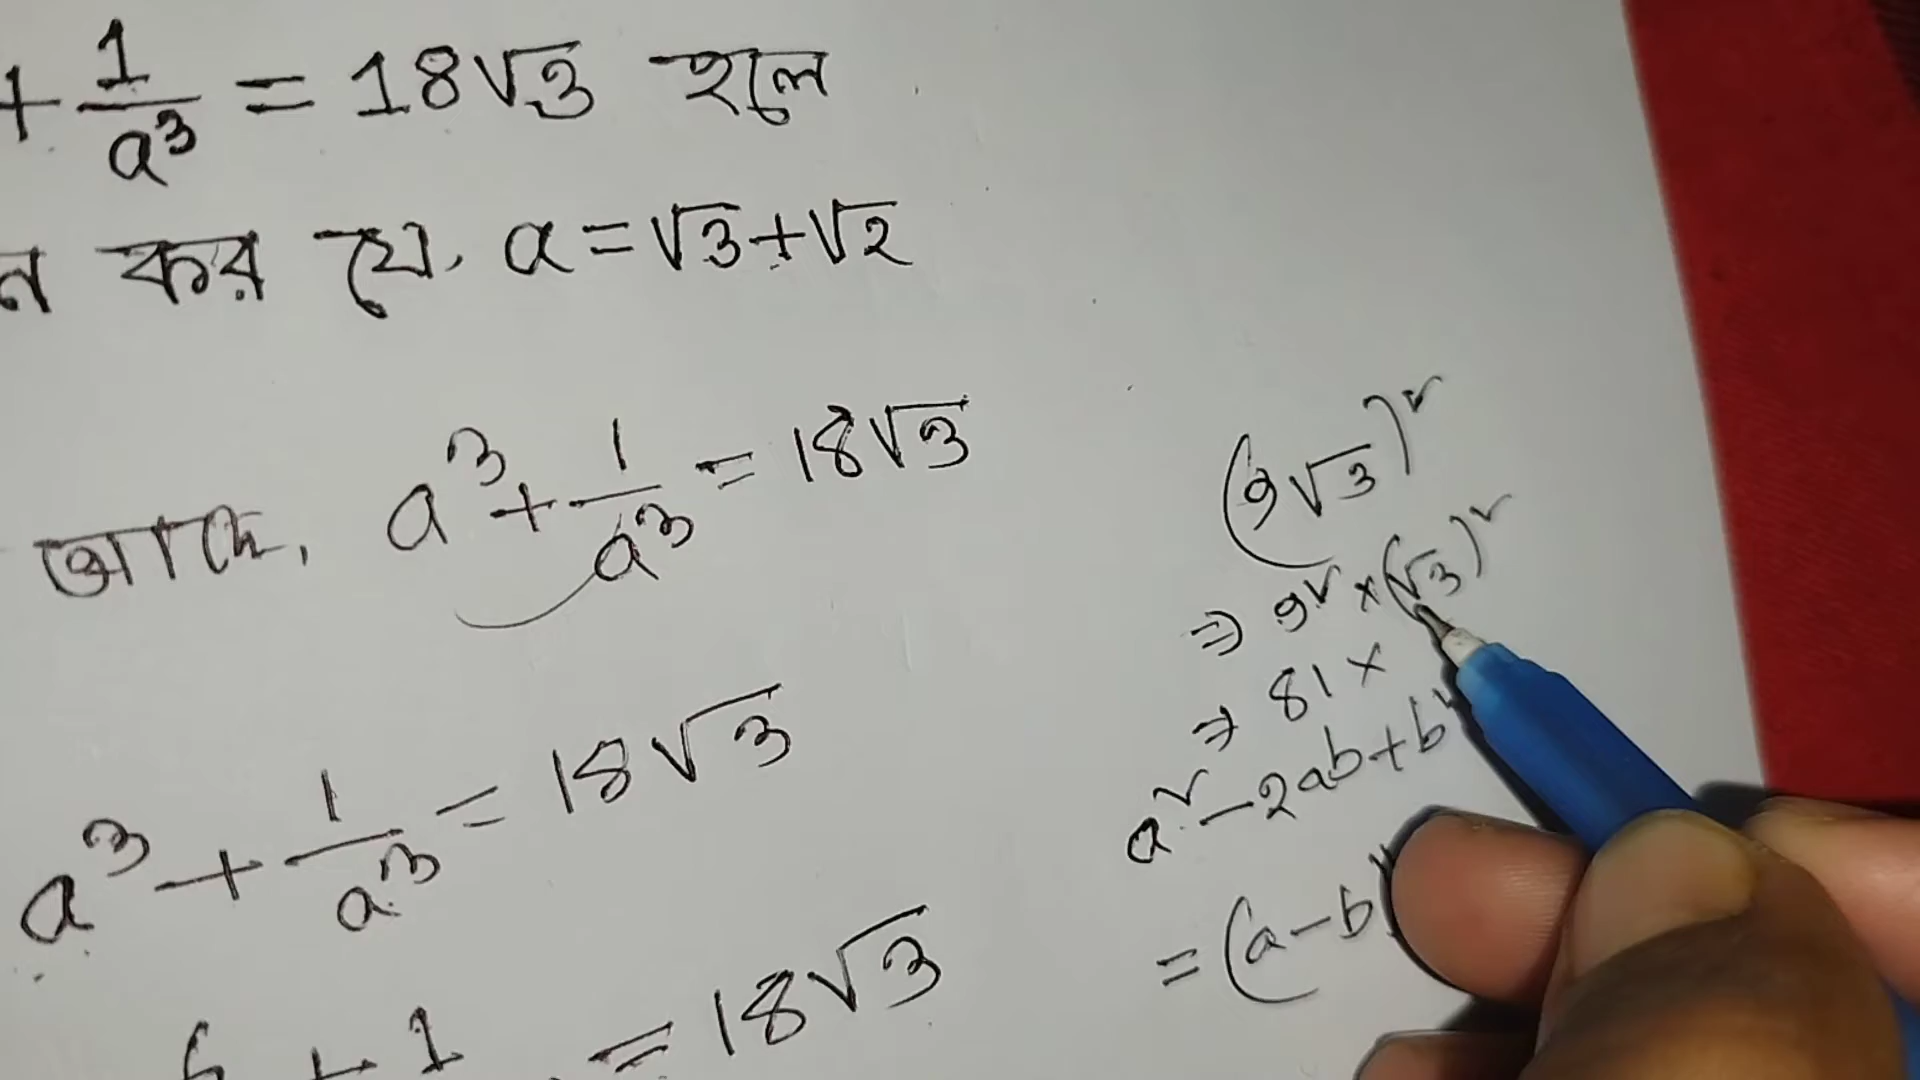 + 1/a³ = 18√3 হলে
ন কর যে, a = √3 + √2
আছে, a³ + 1/a³ = 18√3
a³ + 1/a³ = 18√3
+ 1 = 18√3
(9√3)²
⇒ 9² × (√3)²
⇒ 81 ×
a² - 2ab + b
= (a - b)